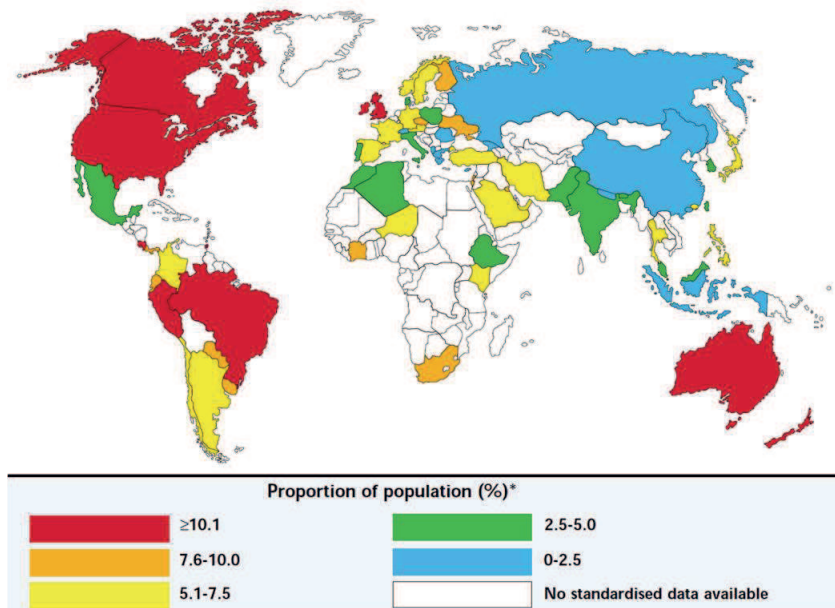 Proportion of population (%)*
≥10.1
7.6-10.0
5.1-7.5
2.5-5.0
0-2.5
No standardised data available